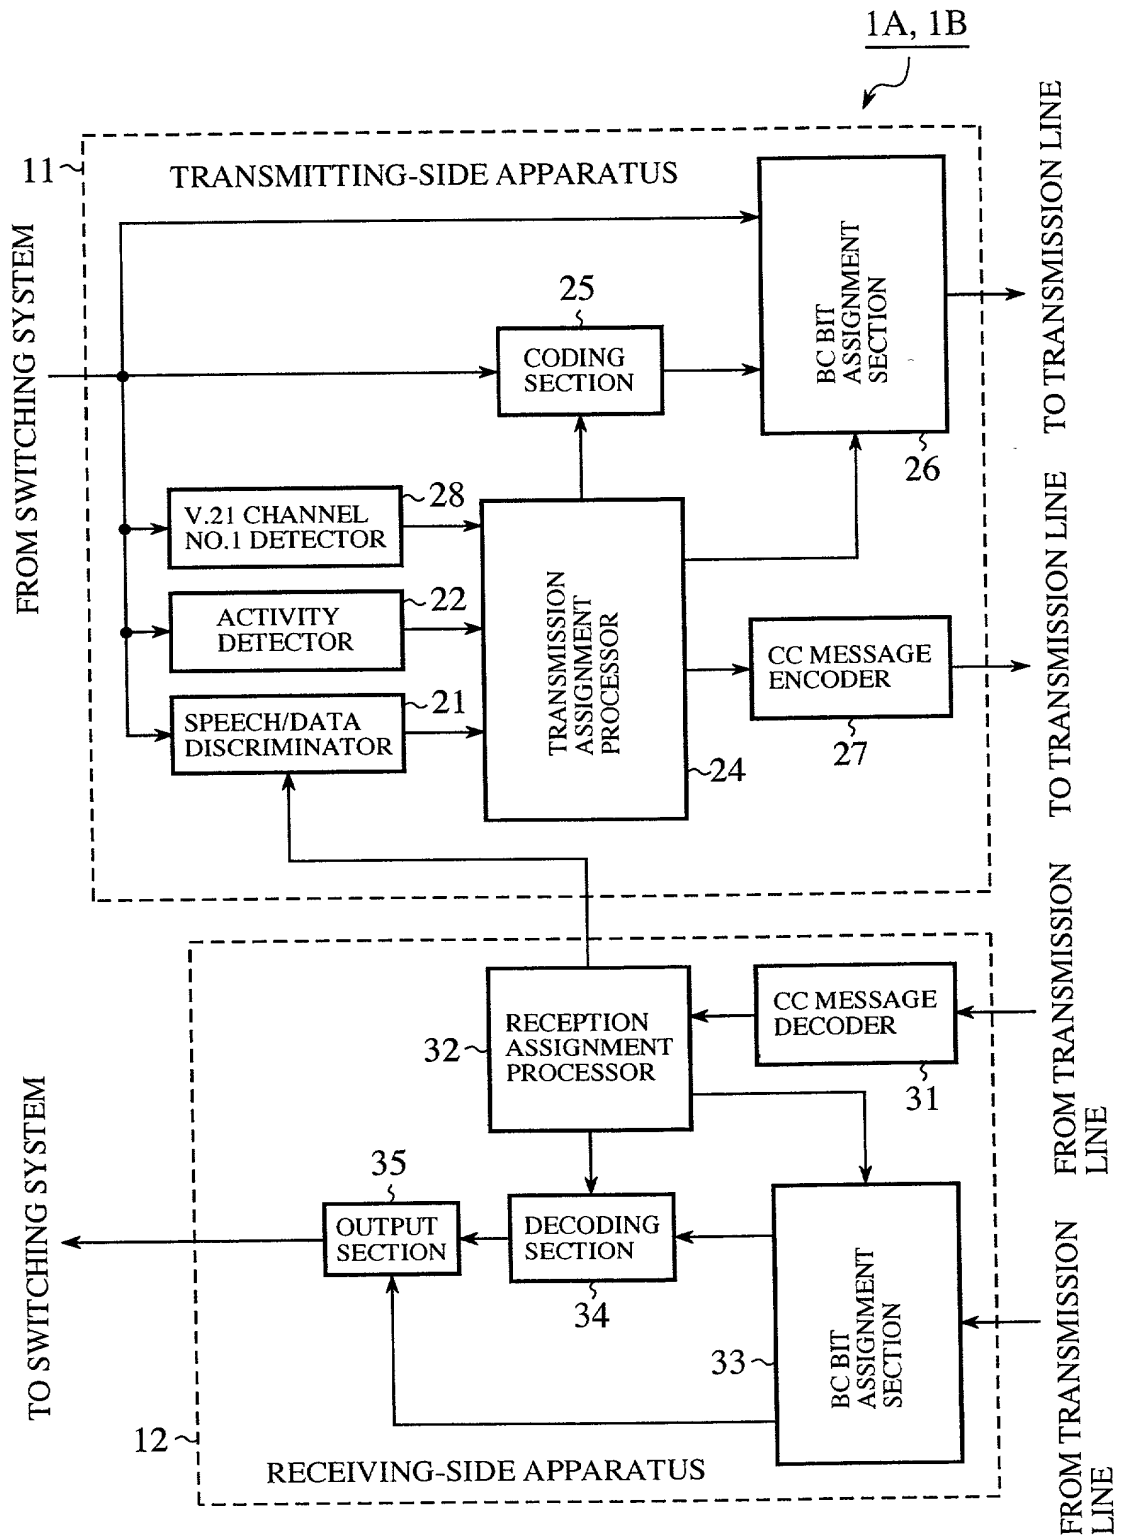 1A, 1B
11
TRANSMITTING-SIDE APPARATUS
FROM SWITCHING SYSTEM
25
CODING
SECTION
BC BIT
ASSIGNMENT
SECTION
26
TO TRANSMISSION LINE
V.21 CHANNEL
NO.1 DETECTOR
28
ACTIVITY
DETECTOR
22
SPEECH/DATA
DISCRIMINATOR
21
TRANSMISSION
ASSIGNMENT
PROCESSOR
24
CC MESSAGE
ENCODER
27
TO TRANSMISSION LINE
RECEPTION
ASSIGNMENT
PROCESSOR
32
CC MESSAGE
DECODER
31
FROM TRANSMISSION
LINE
TO SWITCHING SYSTEM
35
OUTPUT
SECTION
DECODING
SECTION
34
33
BC BIT
ASSIGNMENT
SECTION
FROM TRANSMISSION
LINE
12
RECEIVING-SIDE APPARATUS